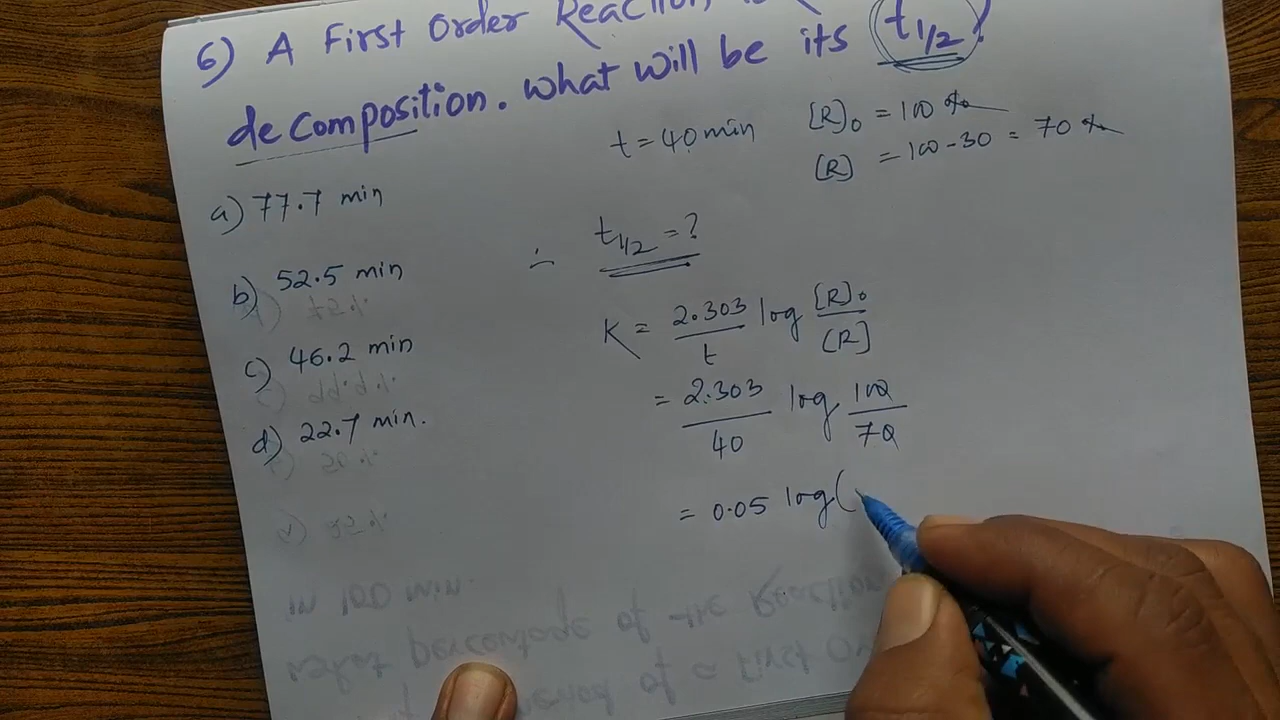 6) A First Order Reaction
decomposition. what will be its (t1/2)?
t = 40 min
[R]0 = 100 %
[R] = 100 - 30 = 70 %
a) 77.7 min
b) 52.5 min
c) 46.2 min
d) 22.7 min.
∴ t1/2 = ?
K = 2.303/t log [R]0/[R]
= 2.303/40 log 100/70
= 0.05 log(